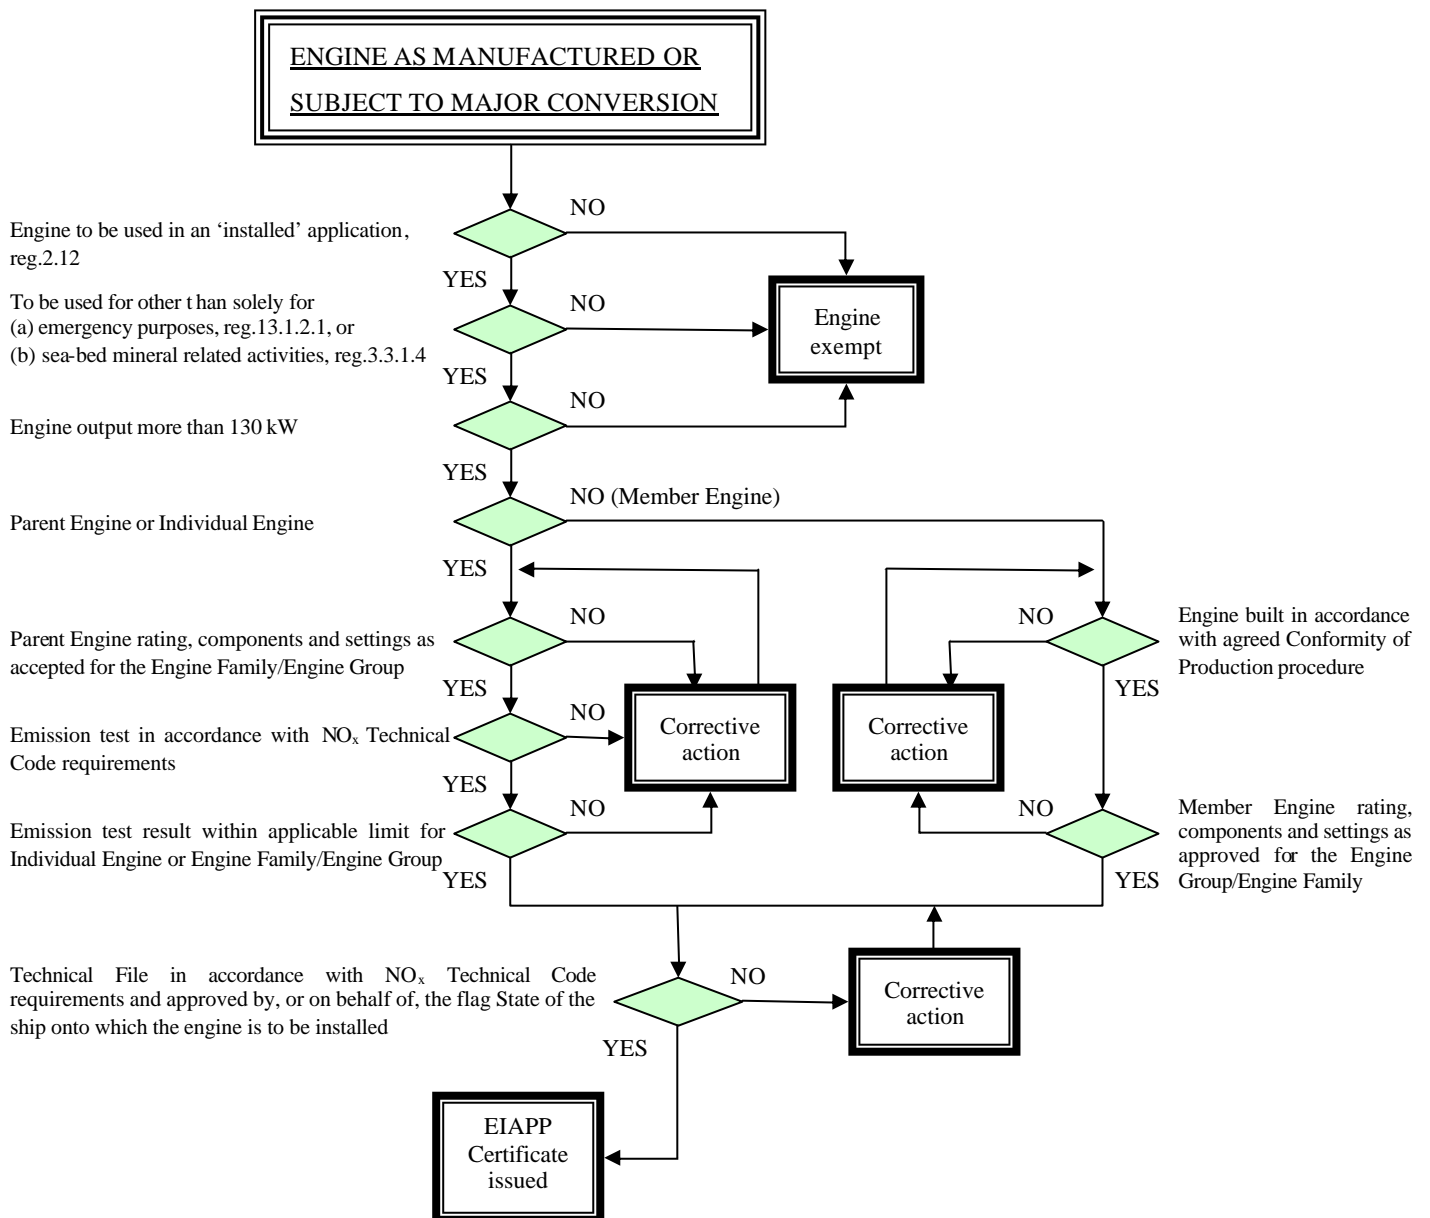 ENGINE AS MANUFACTURED OR
SUBJECT TO MAJOR CONVERSION
NO
Engine to be used in an ‘installed’ application,
reg.2.12
YES
To be used for other t han solely for
(a) emergency purposes, reg.13.1.2.1, or
(b) sea-bed mineral related activities, reg.3.3.1.4
NO
Engine
exempt
YES
NO
Engine output more than 130 kW
YES
NO (Member Engine)
Parent Engine or Individual Engine
YES
NO
Parent Engine rating, components and settings as
accepted for the Engine Family/Engine Group
NO
Engine built in accordance
with agreed Conformity of
Production procedure
YES
YES
NO
Emission test in accordance with NOx Technical
Code requirements
Corrective
action
Corrective
action
YES
NO
Emission test result within applicable limit for
Individual Engine or Engine Family/Engine Group
NO
Member Engine rating,
components and settings as
approved for the Engine
Group/Engine Family
YES
YES
Technical File in accordance with NOx Technical Code
requirements and approved by, or on behalf of, the flag State of the
ship onto which the engine is to be installed
NO
Corrective
action
YES
EIAPP
Certificate
issued